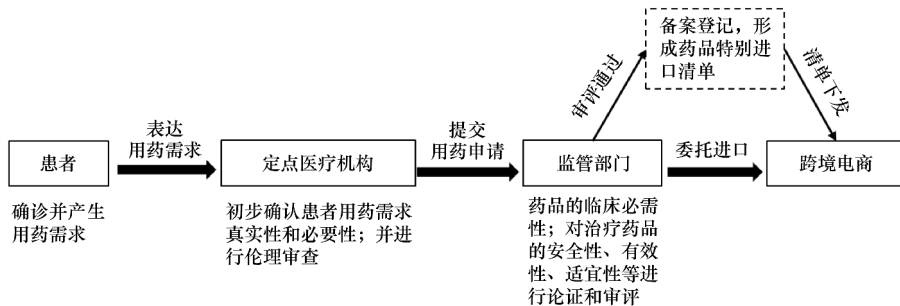 备案登记，形
成药品特别进
口清单
审评通过
清单下发
表达
用药需求
提交
用药申请
委托进口
患者
定点医疗机构
监管部门
跨境电商
确诊并产生
用药需求
初步确认患者用药需求
真实性和必要性；并进
行伦理审查
药品的临床必需
性；对治疗药品
的安全性、有效
性、适宜性等进
行论证和审评